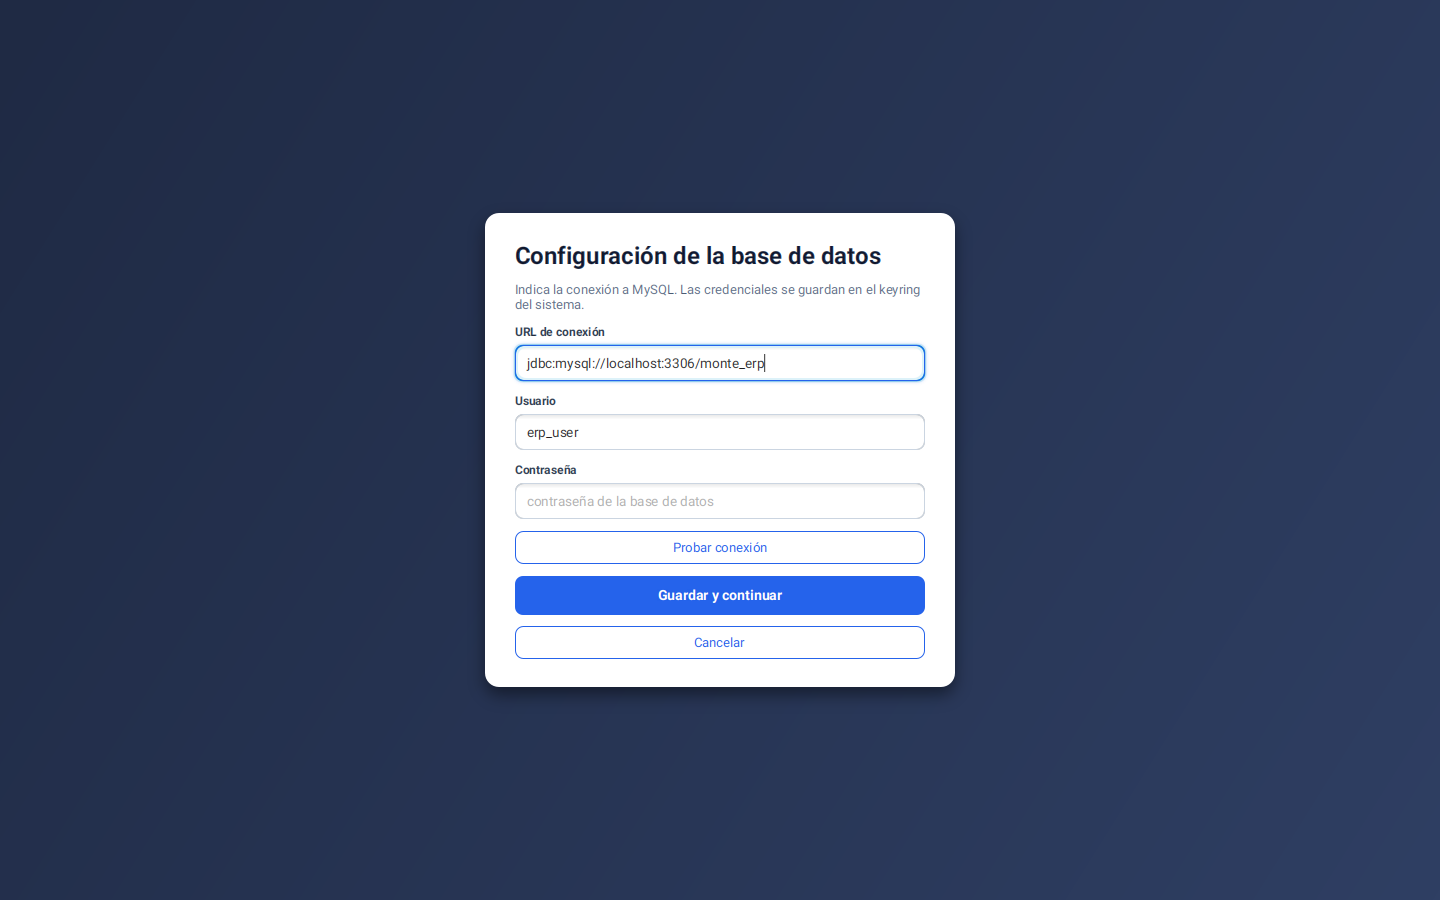 Configuración de la base de datos
Indica la conexión a MySQL. Las credenciales se guardan en el keyring
del sistema.
URL de conexión
jdbc:mysql://localhost:3306/monte_erp
Usuario
erp_user
Contraseña
contraseña de la base de datos
Probar conexión
Guardar y continuar
Cancelar